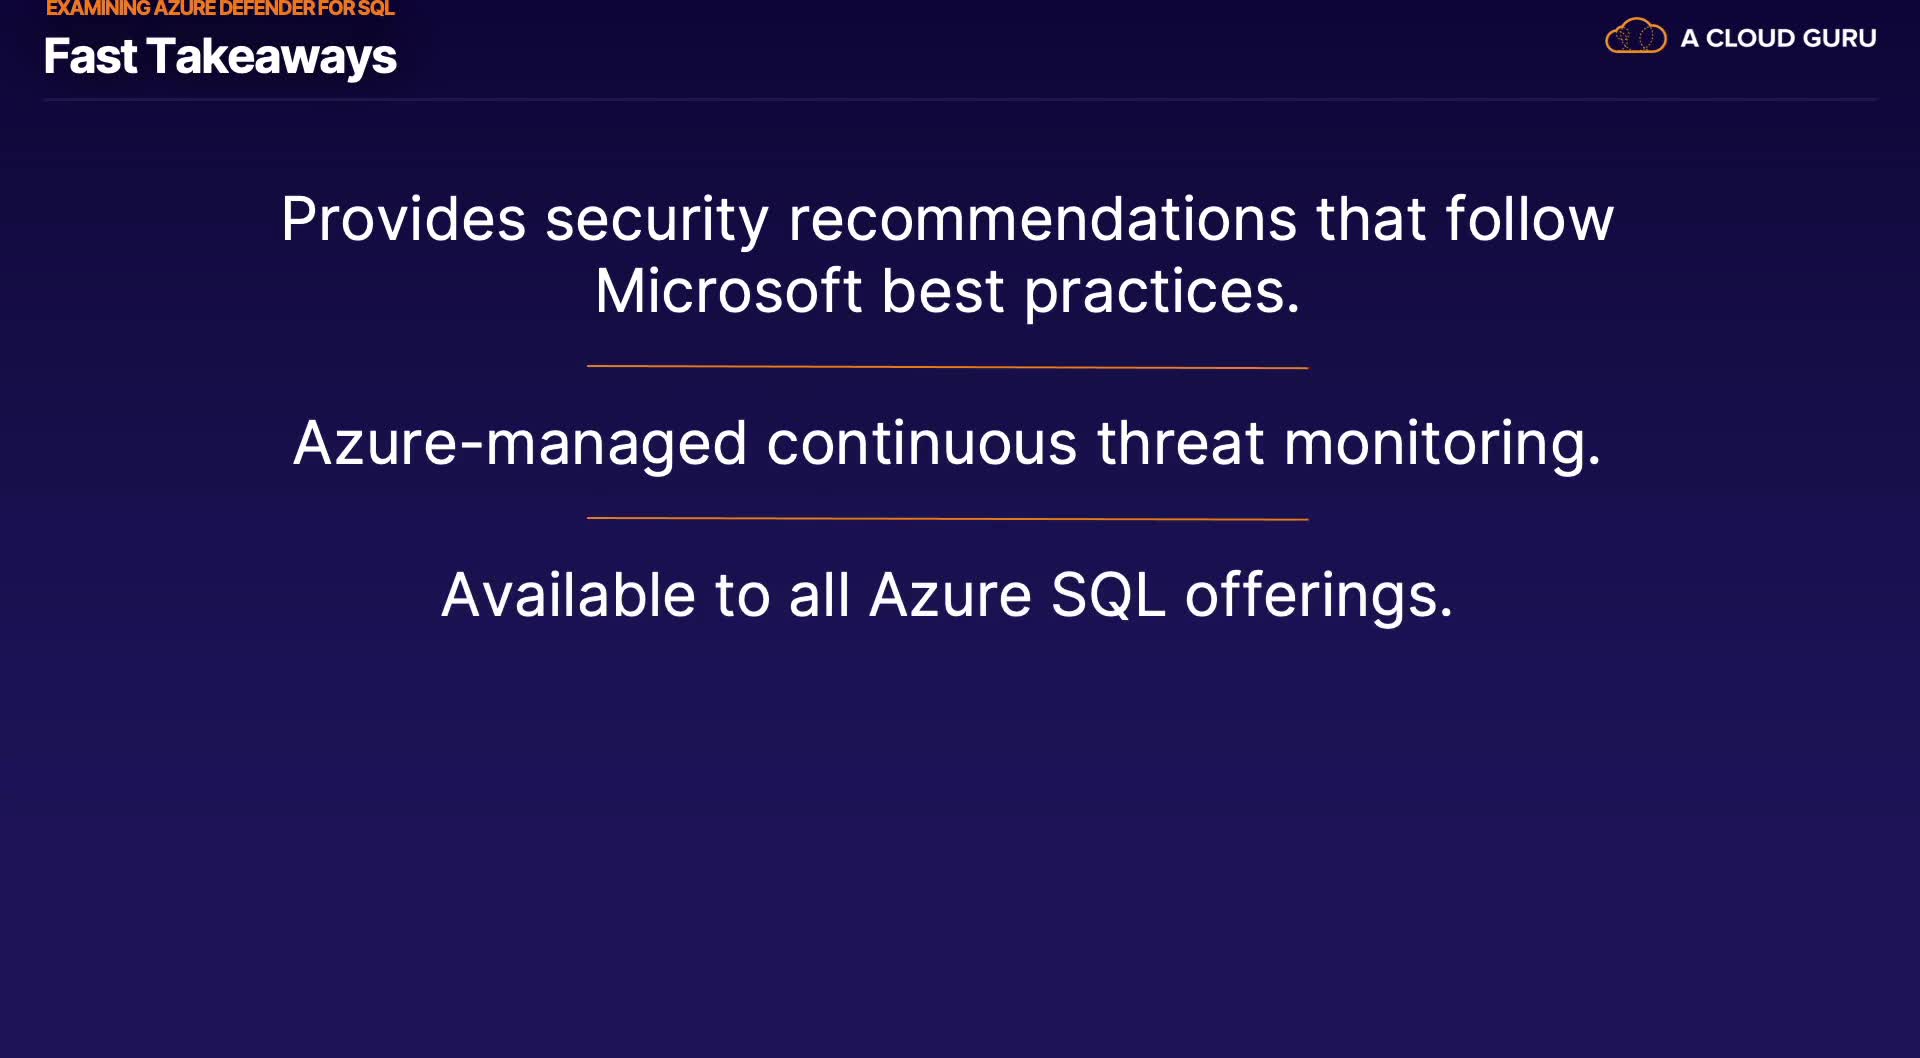 EXAMINING AZURE DEFENDER FOR SQL
Fast Takeaways
A CLOUD GURU
Provides security recommendations that follow
Microsoft best practices.
Azure-managed continuous threat monitoring.
Available to all Azure SQL offerings.